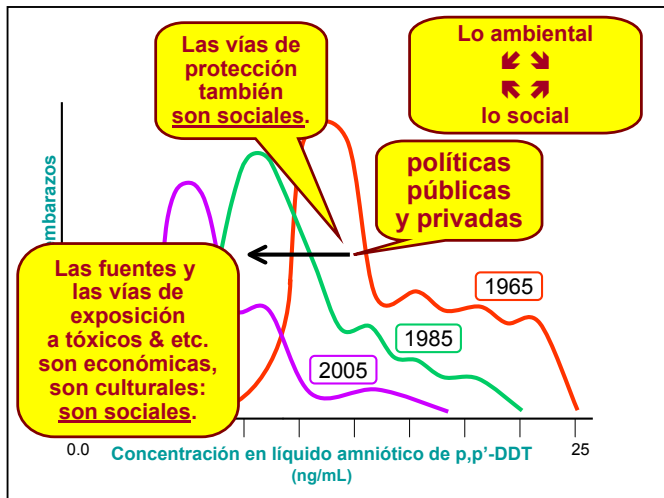 Las vías de
protección
también
son sociales.
Lo ambiental
lo social
políticas
públicas
y privadas
Las fuentes y
las vías de
exposición
a tóxicos & etc.
son económicas,
son culturales:
son sociales.
1965
1985
2005
0.0
25
Concentración en líquido amniótico de p,p'-DDT
(ng/mL)